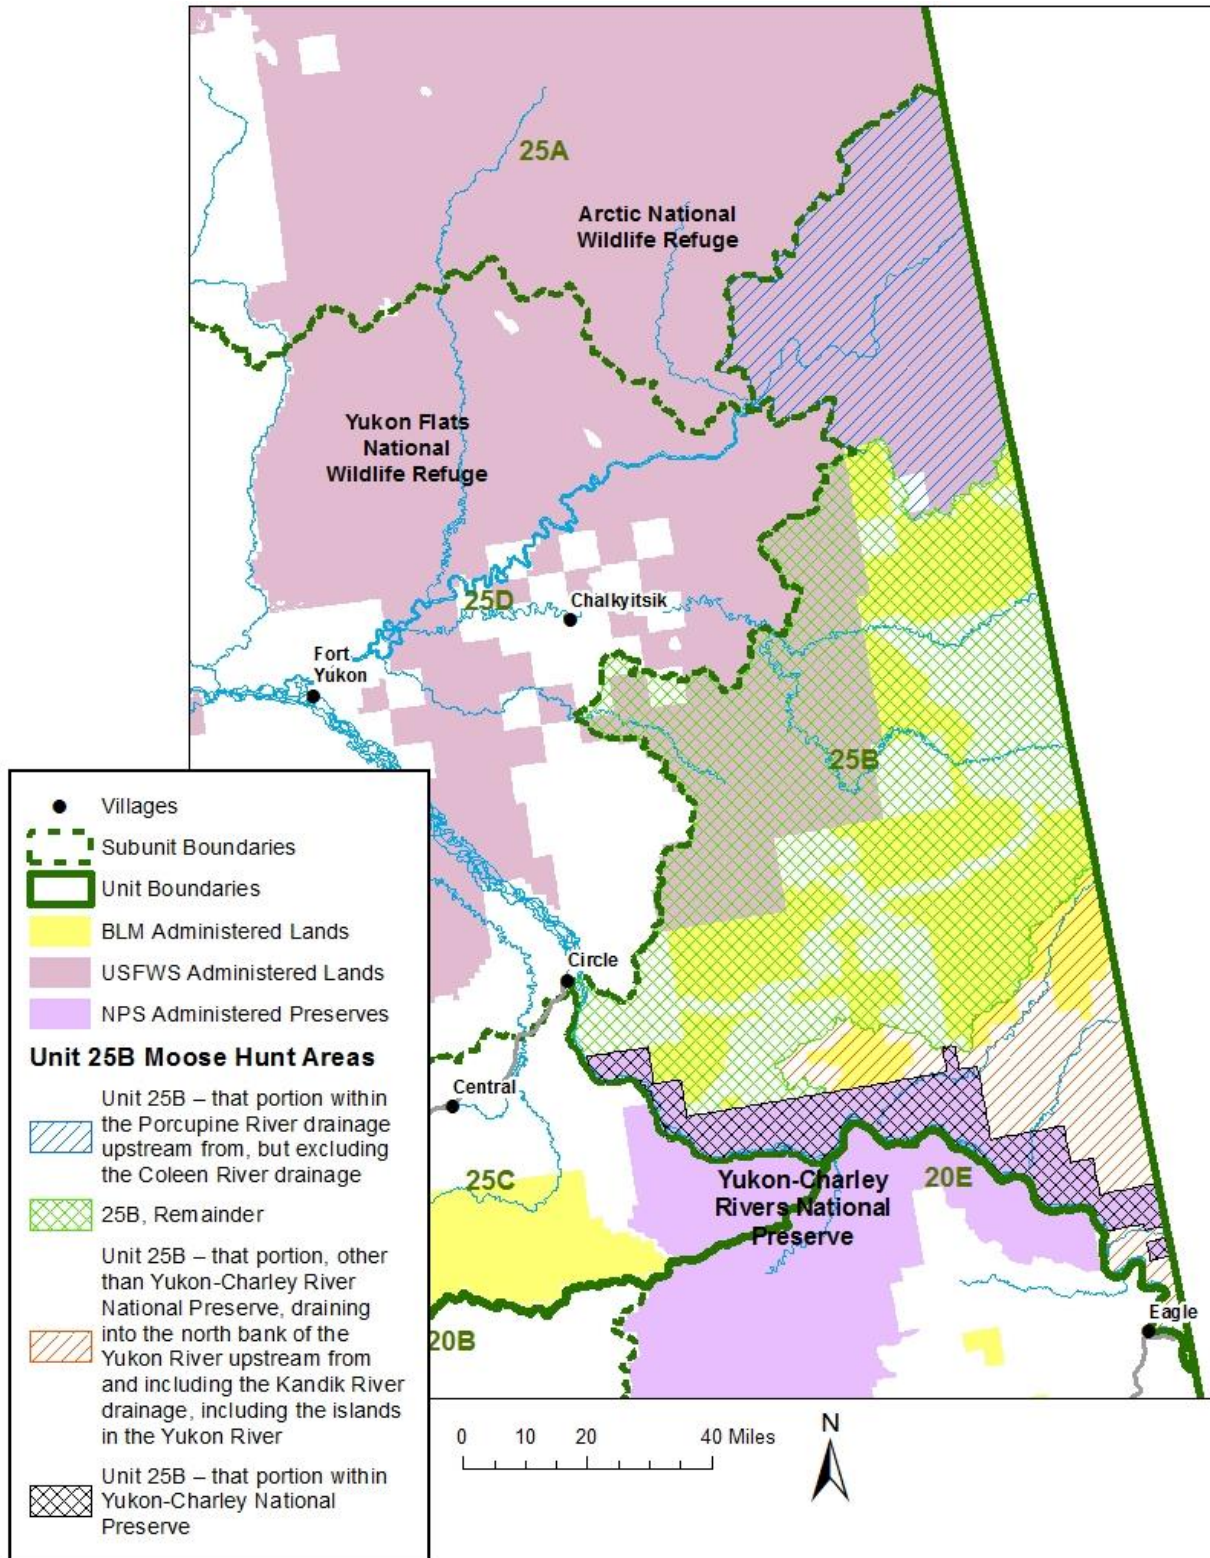 25A
Arctic National
Wildlife Refuge
Yukon Flats
National
Wildlife Refuge
25D
Chalkyitsik
Fort
Yukon
25B
Circle
Central
25C
Yukon-Charley
Rivers National
Preserve
20E
Eagle
20B
Villages
Subunit Boundaries
Unit Boundaries
BLM Administered Lands
USFWS Administered Lands
NPS Administered Preserves
Unit 25B Moose Hunt Areas
Unit 25B – that portion within
the Porcupine River drainage
upstream from, but excluding
the Coleen River drainage
25B, Remainder
Unit 25B – that portion, other
than Yukon-Charley River
National Preserve, draining
into the north bank of the
Yukon River upstream from
and including the Kandik River
drainage, including the islands
in the Yukon River
Unit 25B – that portion within
Yukon-Charley National
Preserve
0 10 20 40 Miles
N